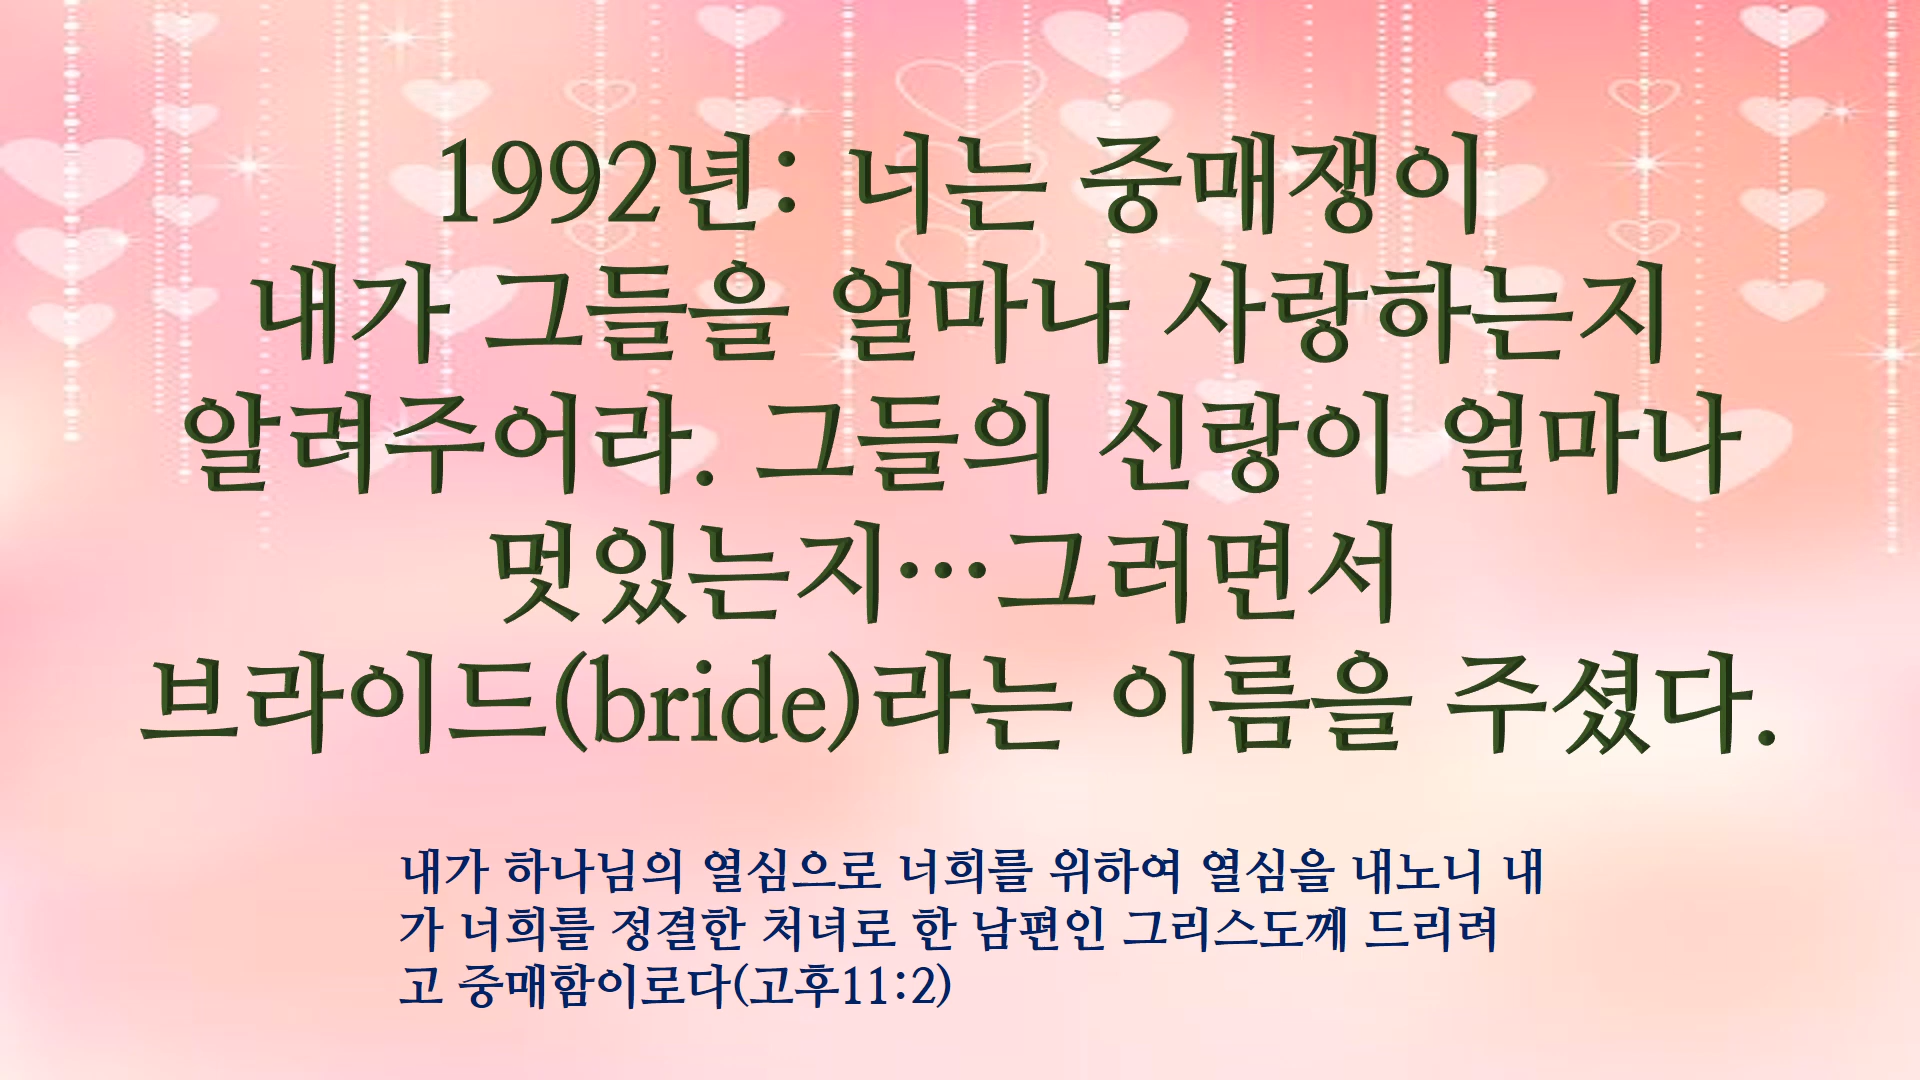 1992년: 너는 중매쟁이
내가 그들을 얼마나 사랑하는지
알려주어라. 그들의 신랑이 얼마나
멋있는지…그러면서
브라이드(bride)라는 이름을 주셨다.
내가 하나님의 열심으로 너희를 위하여 열심을 내노니 내
가 너희를 정결한 처녀로 한 남편인 그리스도께 드리려
고 중매함이로다(고후11:2)